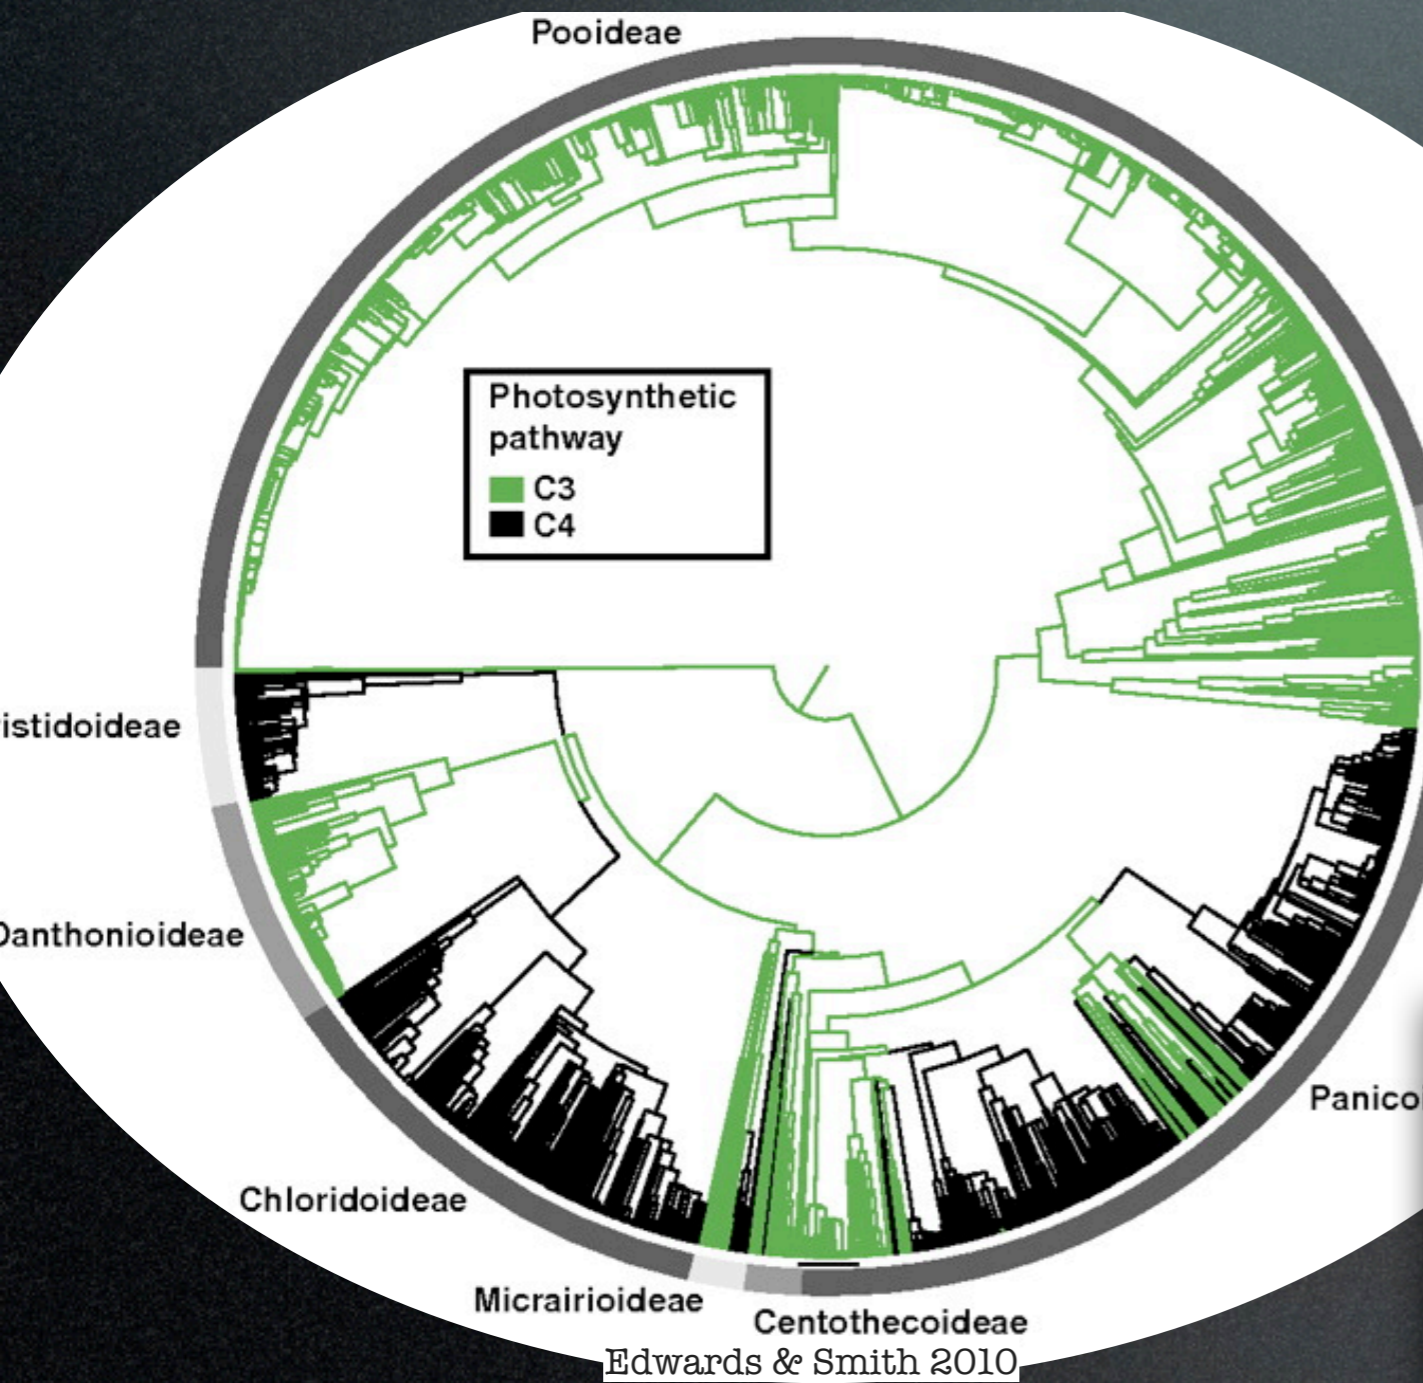 Pooideae
Photosynthetic
pathway
C3
C4
istidoideae
Danthonioideae
Panico
Chloridoideae
Micrairioideae
Centothecoideae
Edwards & Smith 2010